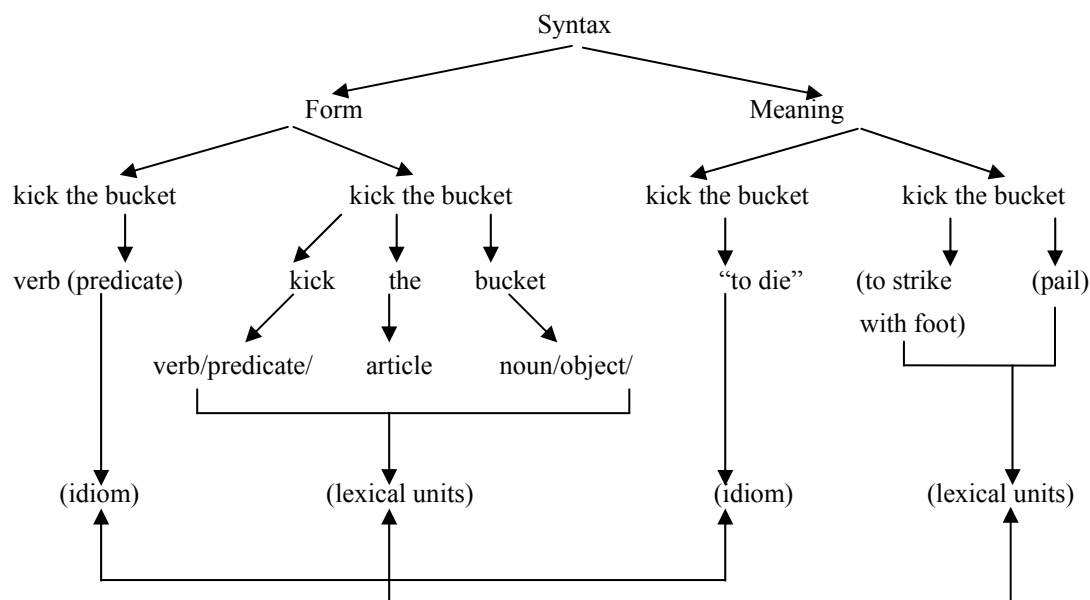 Syntax
Form Meaning
kick the bucket kick the bucket kick the bucket kick the bucket
verb (predicate) kick the bucket “to die” (to strike (pail)
with foot)
verb/predicate/ article noun/object/
(idiom) (lexical units) (idiom) (lexical units)